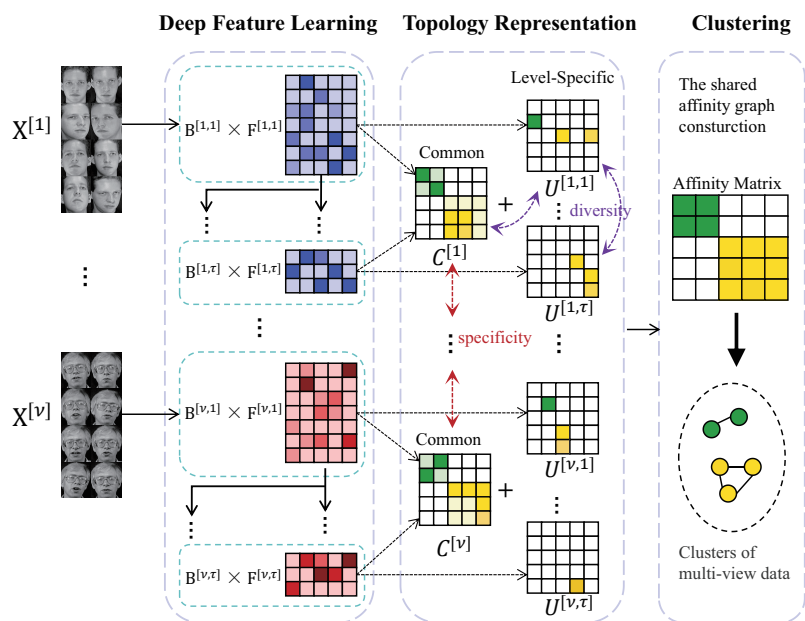 Deep Feature Learning
Topology Representation
Clustering
X^[1]
B^[1,1] × F^[1,1]
⋮
⋮
B^[1,τ] × F^[1,τ]
⋮
⋮
X^[ν]
B^[ν,1] × F^[ν,1]
⋮
⋮
B^[ν,τ] × F^[ν,τ]
Level-Specific
Common
C^[1]
+
U^[1,1]
⋮
diversity
U^[1,τ]
⋮
specificity
⋮
Common
C^[ν]
+
U^[ν,1]
⋮
U^[ν,τ]
The shared
affinity graph
consturction
Affinity Matrix
Clusters of
multi-view data